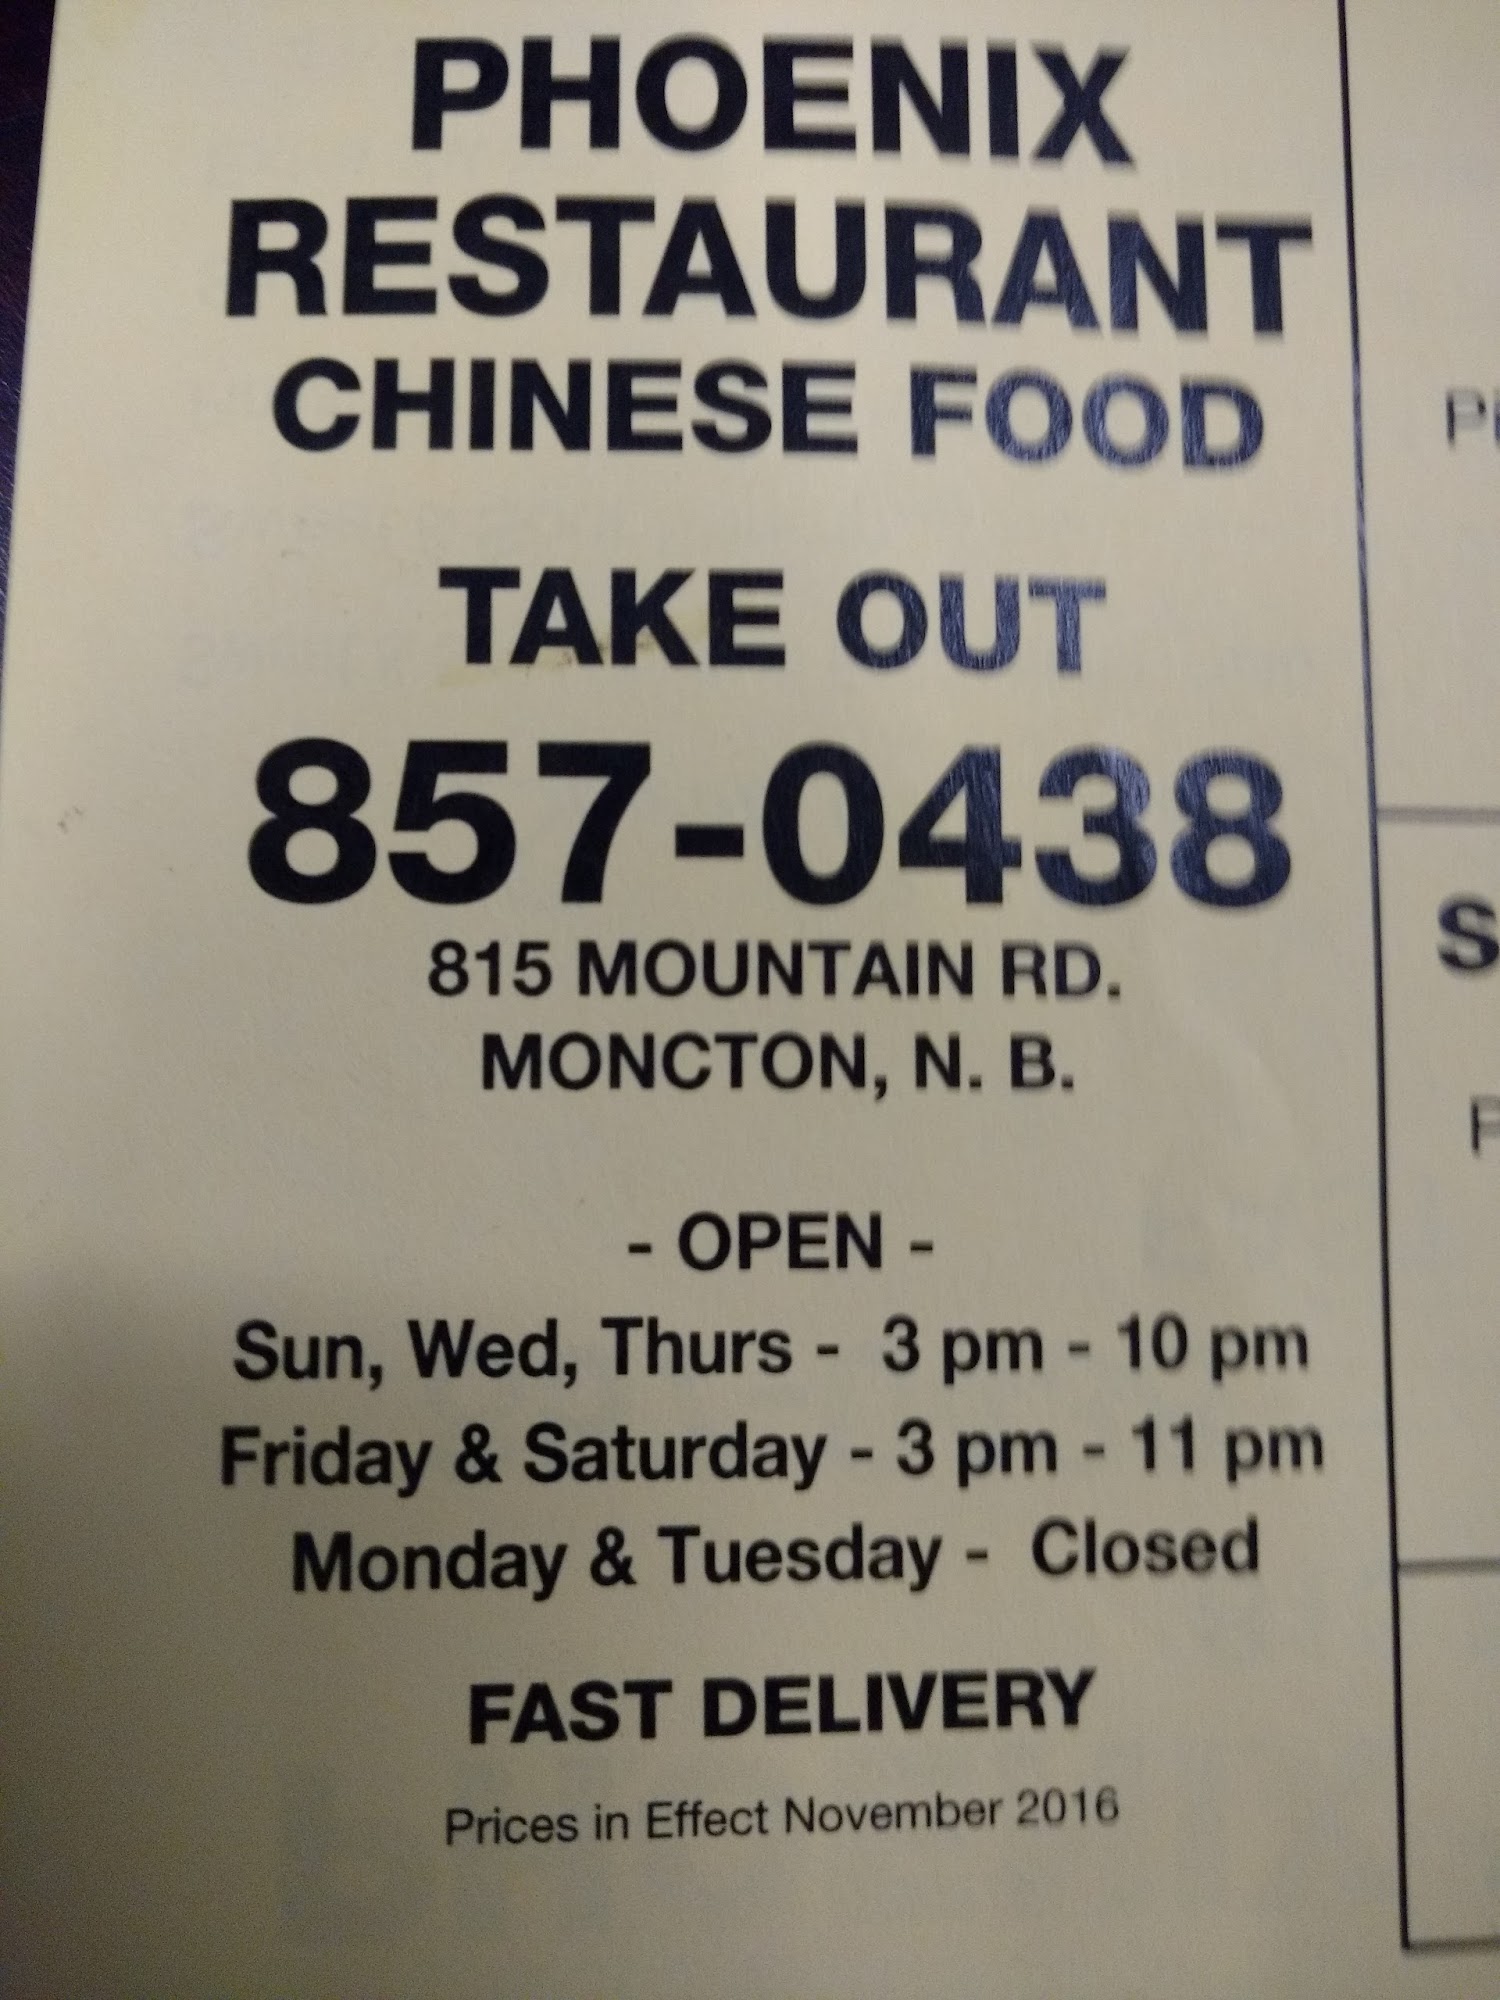 PHOENIX
RESTAURANT
CHINESE FOOD
TAKE OUT
857-0438
815 MOUNTAIN RD.
MONCTON, N. B.
- OPEN -
Sun, Wed, Thurs - 3 pm - 10 pm
Friday & Saturday - 3 pm - 11 pm
Monday & Tuesday - Closed
FAST DELIVERY
Prices in Effect November 2016